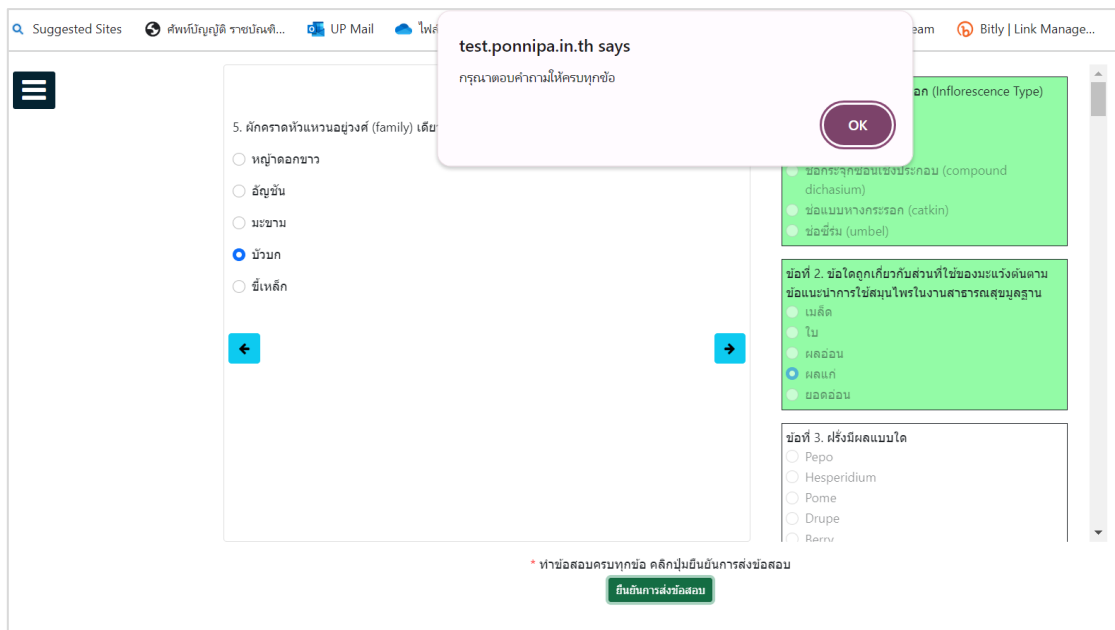 Suggested Sites ศัพท์บัญญัติ ราชบัณฑิ... UP Mail eam Bitly | Link Manage...
test.ponnipa.in.th says
กรุณาตอบคำถามให้ครบทุกข้อ
OK
5. ผักคราดหัวแหวนอยู่วงศ์ (family)
หญ้าดอกขาว
อัญชัน
มะขาม
บัวบก
ขี้เหล็ก
(Inflorescence Type)
ช่อกระจุกซ้อนเชิงประกอบ (compound
dichasium)
ช่อแบบหางกระรอก (catkin)
ช่อซี่ร่ม (umbel)
ข้อที่ 2. ข้อใดถูกเกี่ยวกับส่วนที่ใช้ของมะแว้งต้นตาม
ข้อแนะนำการใช้สมุนไพรในงานสาธารณสุขมูลฐาน
เมล็ด
ใบ
ผลอ่อน
ผลแก่
ยอดอ่อน
ข้อที่ 3. ฝรั่งมีผลแบบใด
Pepo
Hesperidium
Pome
Drupe
Berry
* ทำข้อสอบครบทุกข้อ คลิกปุ่มยืนยันการส่งข้อสอบ
ยืนยันการส่งข้อสอบ